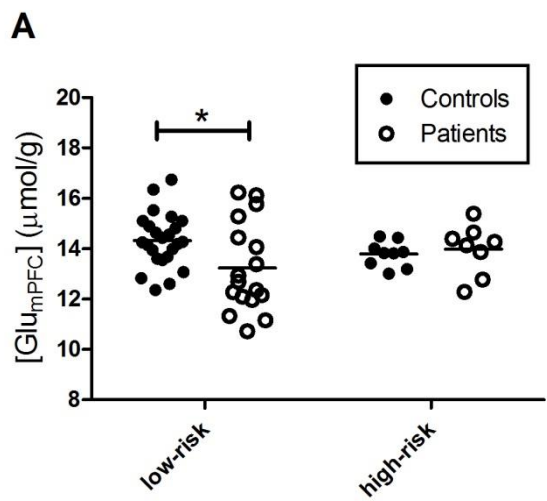 A
Controls
Patients
*
[GlumPFC] (μmol/g)
20
18
16
14
12
10
8
low-risk
high-risk